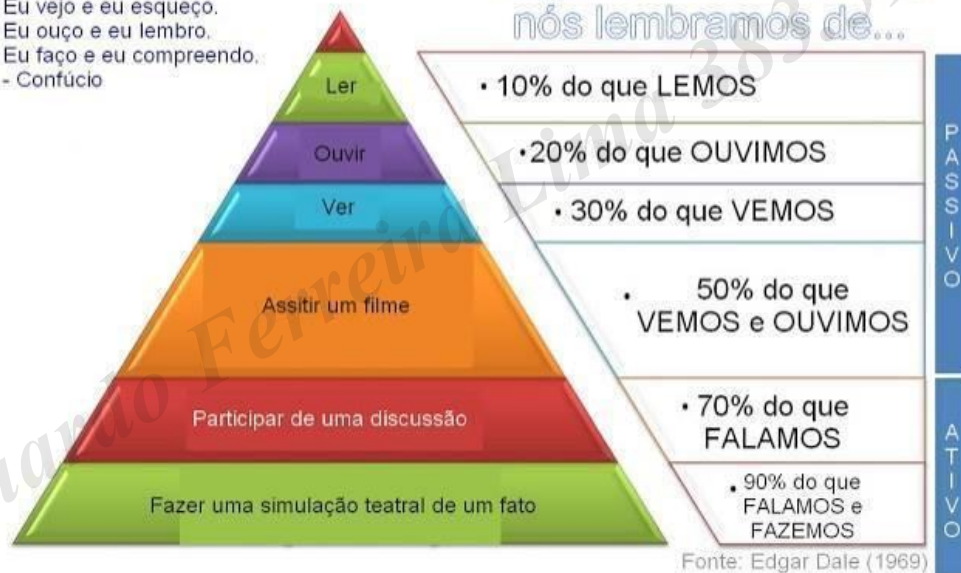 Eu vejo e eu esqueço.
Eu ouço e eu lembro.
Eu faço e eu compreendo.
- Confúcio
nós lembramos de...
Ler
• 10% do que LEMOS
Ouvir
•20% do que OUVIMOS
Ver
• 30% do que VEMOS
Assitir um filme
• 50% do que
VEMOS e OUVIMOS
Participar de uma discussão
• 70% do que
FALAMOS
Fazer uma simulação teatral de um fato
• 90% do que
FALAMOS e
FAZEMOS
PASSIVO
ATIVO
Fonte: Edgar Dale (1969)
Ferreira Lima